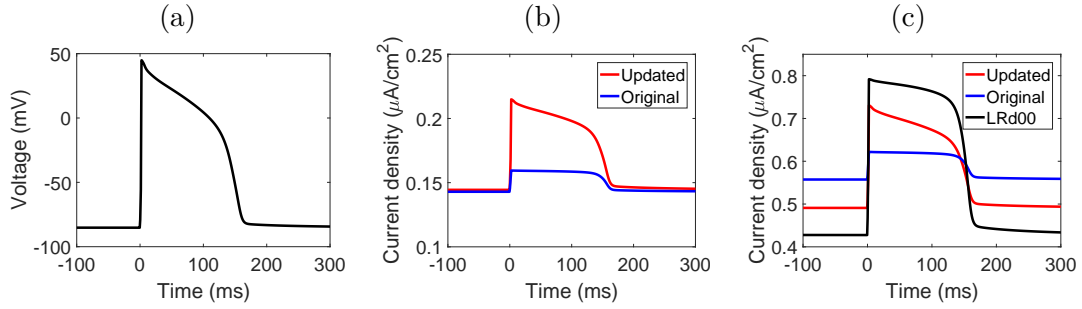 (a)
50
0
-50
-100
Voltage (mV)
-100
0
100
200
300
Time (ms)
(b)
0.25
0.2
0.15
0.1
Current density (μA/cm²)
Updated
Original
-100
0
100
200
300
Time (ms)
(c)
0.8
0.7
0.6
0.5
0.4
Current density (μA/cm²)
Updated
Original
LRd00
-100
0
100
200
300
Time (ms)